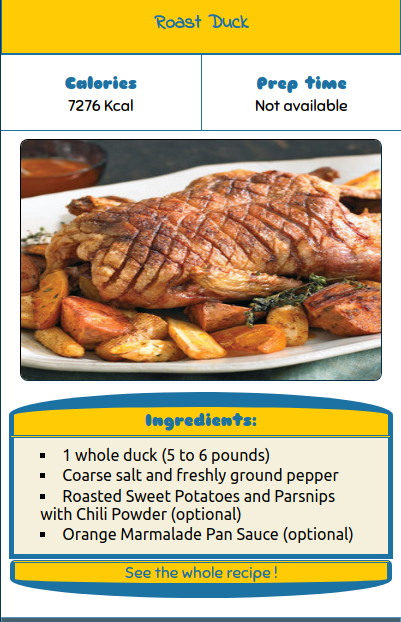 Roast Duck
Calories
7276 Kcal
Prep time
Not available
Ingredients:
1 whole duck (5 to 6 pounds)
Coarse salt and freshly ground pepper
Roasted Sweet Potatoes and Parsnips
with Chili Powder (optional)
Orange Marmalade Pan Sauce (optional)
See the whole recipe !